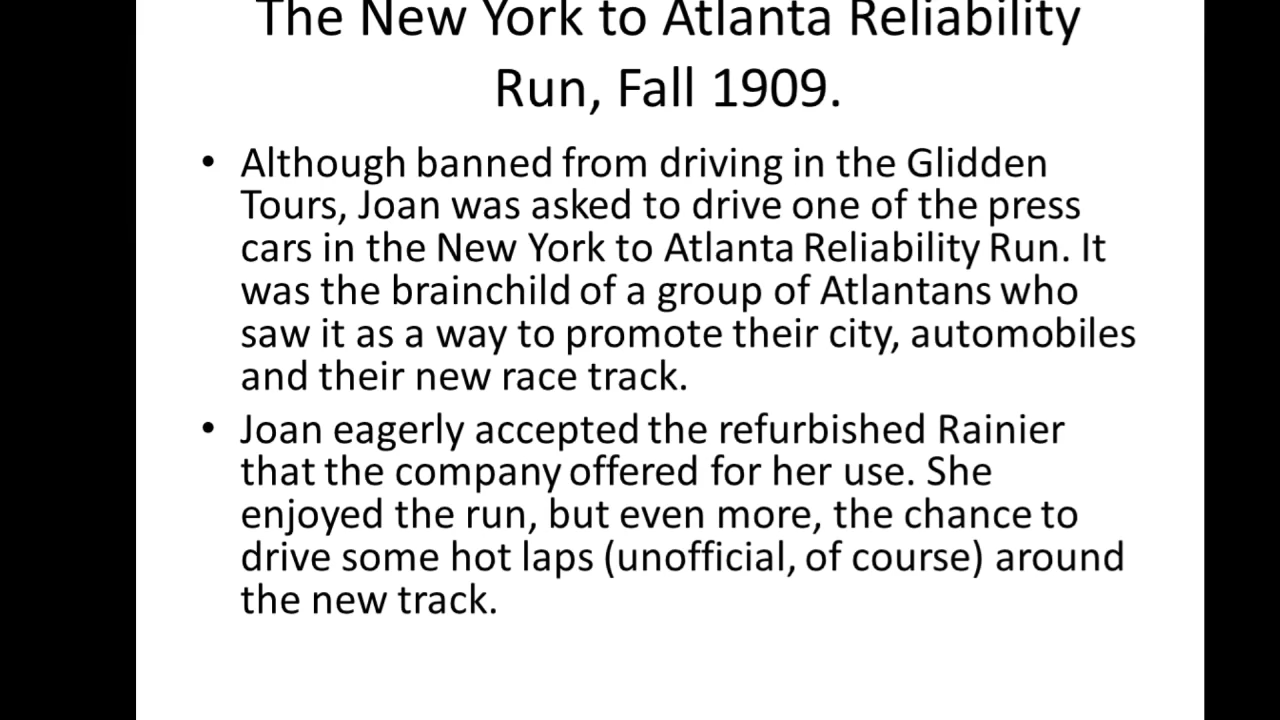 The New York to Atlanta Reliability
Run, Fall 1909.
• Although banned from driving in the Glidden
Tours, Joan was asked to drive one of the press
cars in the New York to Atlanta Reliability Run. It
was the brainchild of a group of Atlantans who
saw it as a way to promote their city, automobiles
and their new race track.
• Joan eagerly accepted the refurbished Rainier
that the company offered for her use. She
enjoyed the run, but even more, the chance to
drive some hot laps (unofficial, of course) around
the new track.